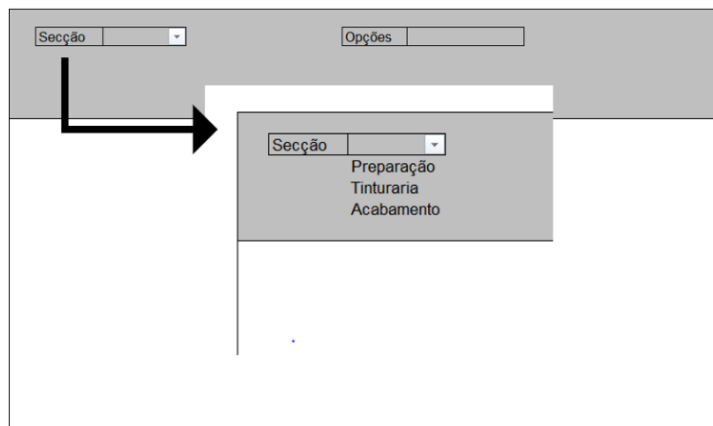 Secção
Opções
Secção
Preparação
Tinturaria
Acabamento